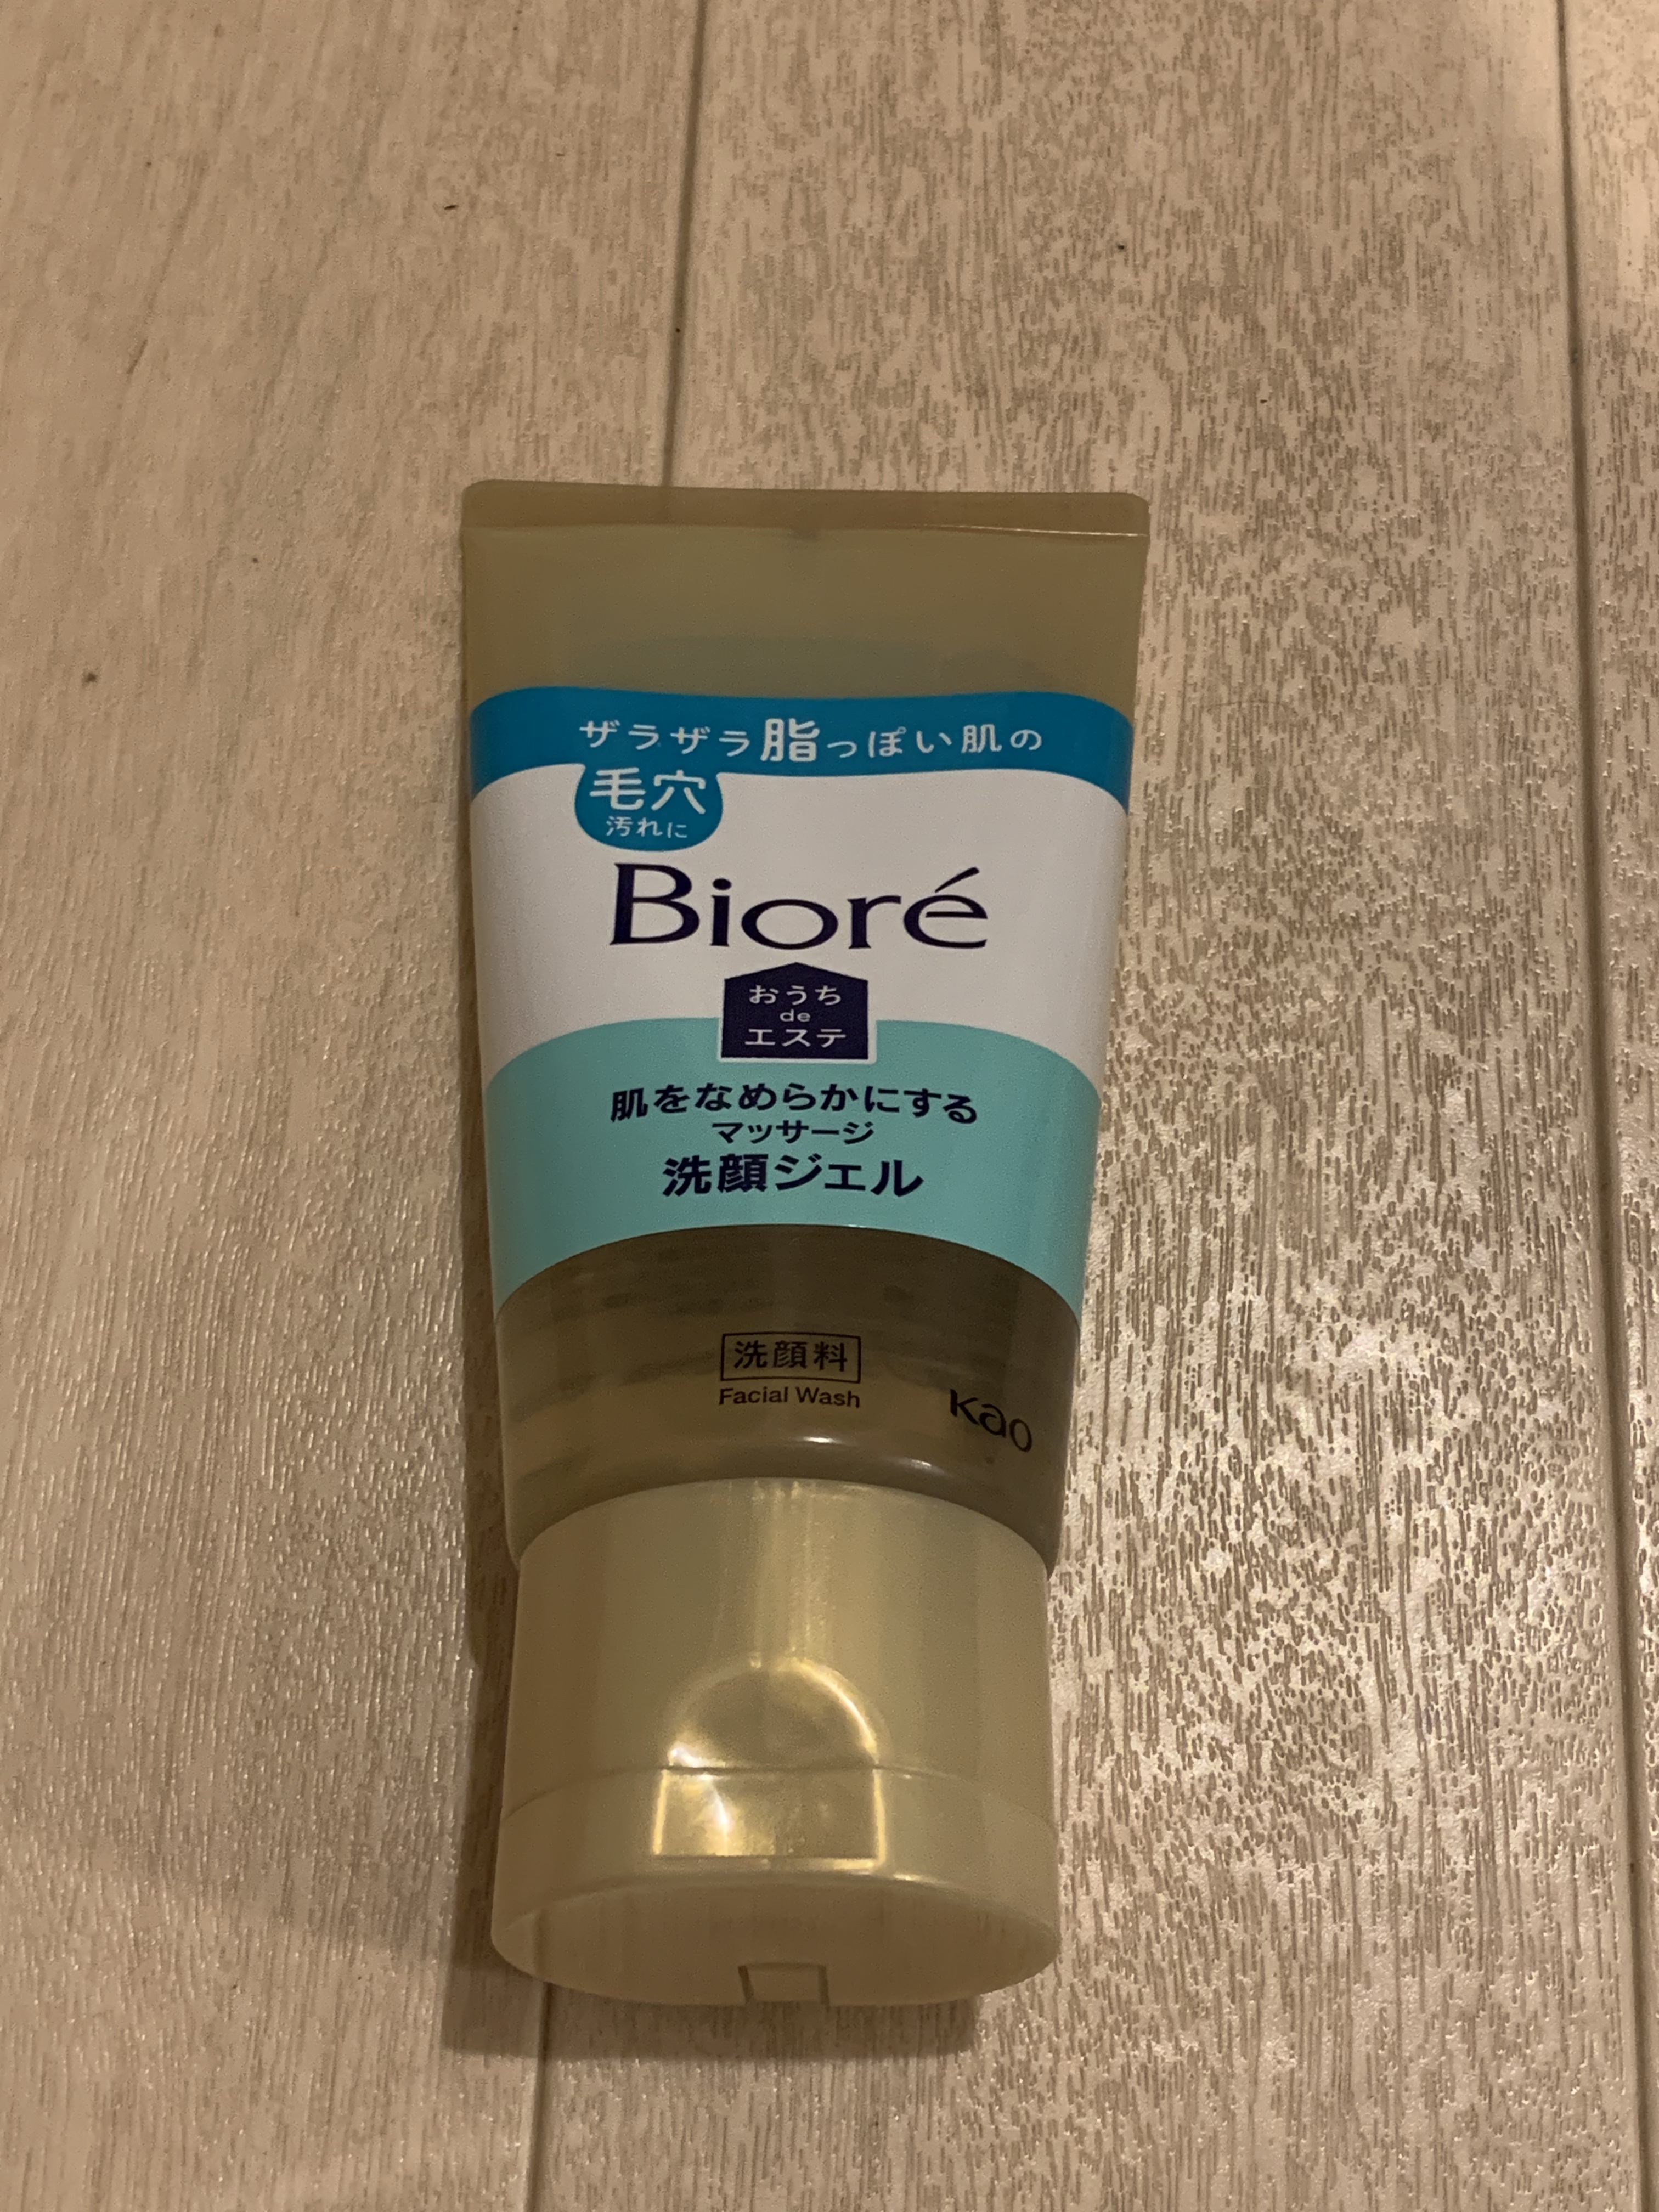 ザラザラ脂っぽい肌の
毛穴
汚れに
Bioré
おうち
de
エステ
肌をなめらかにする
マッサージ
洗顔ジェル
洗顔料
Facial Wash
Kao